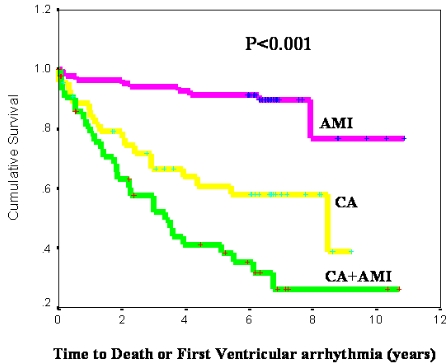 1.2
P<0.001
1.0
AMI
.8
Cumulative Survival
.6
CA
.4
CA+AMI
.2
0 2 4 6 8 10 12
Time to Death or First Ventricular arrhythmia (years)